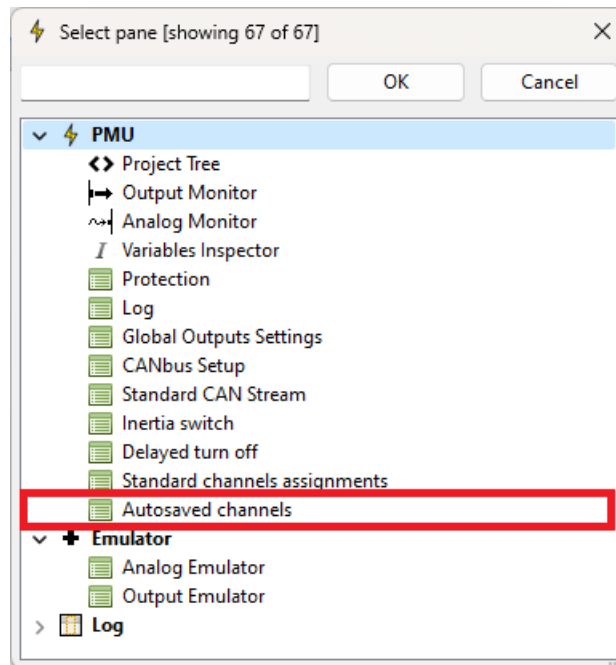 Select pane [showing 67 of 67]
OK
Cancel
PMU
Project Tree
Output Monitor
Analog Monitor
Variables Inspector
Protection
Log
Global Outputs Settings
CANbus Setup
Standard CAN Stream
Inertia switch
Delayed turn off
Standard channels assignments
Autosaved channels
Emulator
Analog Emulator
Output Emulator
Log